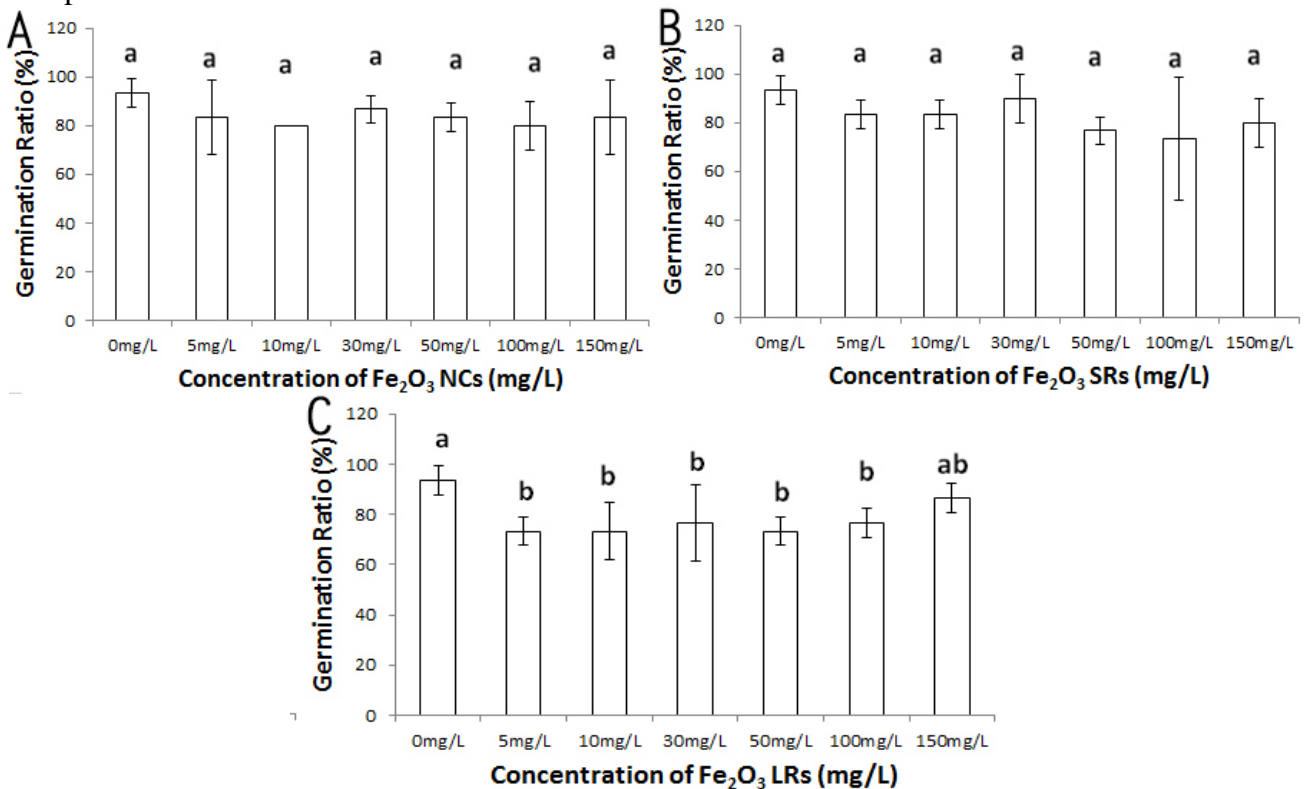 A
Germination Ratio (%)
120
100
80
60
40
20
0
a a a a a a a
0mg/L 5mg/L 10mg/L 30mg/L 50mg/L 100mg/L 150mg/L
Concentration of Fe₂O₃ NCs (mg/L)
B
Germination Ratio (%)
120
100
80
60
40
20
0
a a a a a a a
0mg/L 5mg/L 10mg/L 30mg/L 50mg/L 100mg/L 150mg/L
Concentration of Fe₂O₃ SRs (mg/L)
C
Germination Ratio (%)
120
100
80
60
40
20
0
a b b b b b ab
0mg/L 5mg/L 10mg/L 30mg/L 50mg/L 100mg/L 150mg/L
Concentration of Fe₂O₃ LRs (mg/L)